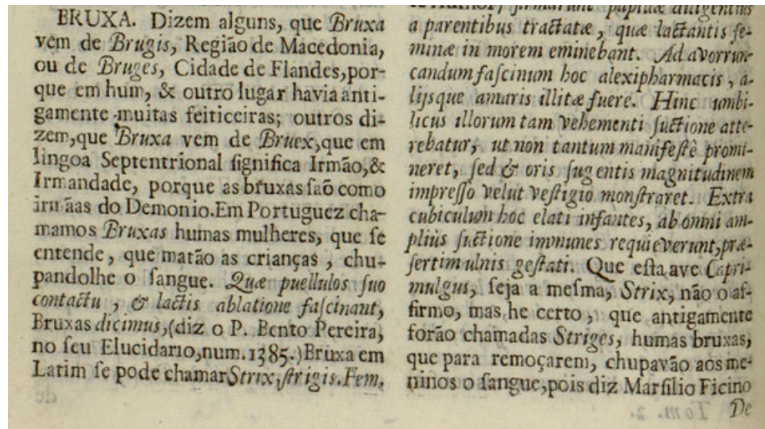 BRUXA. Dizem alguns, que Bruxa
vem de Brugis, Região de Macedonia,
ou de Bruges, Cidade de Flandes,por-
que em hum, & outro lugar havia anti-
gamente muitas feiticeiras; outros di-
zem,que Bruxa vem de Bruex,que em
lingoa Septentrional ſignifica Irmão,&
Irmandade, porque as bruxas ſaõ como
irmãas do Demonio.Em Portuguez cha-
mamos Bruxas humas mulheres, que ſe
entende, que matão as crianças, chu-
pandolhe o ſangue. Quæ puellulos ſuo
contactu, & lactis ablatione faſcinant,
Bruxas dicimus,(diz o P. Bento Pereira,
no ſeu Elucidario,num.1385.)Bruxa em
Latim ſe pode chamar Strix,ſtrigis.Fem.
a parentibus tractatæ, quæ lactantis fe-
minæ in morem eminebant. Ad avorrun-
candum faſcinum hoc alexipharmacis, a-
lijsque amaris illitæ fuere. Hinc umbi-
licus illorum tam vehementi ſuctione atte-
rebatur, ut non tantum manifeſtè promi-
neret, ſed & oris ſugentis magnitudinem
impreſſo velut veſtigio monſtraret. Extra
cubiculum hoc elati infantes, ab omni am-
pliùs ſuctione immunes requieverunt,præ-
ſertim ulnis geſtati. Que eſta ave Capri-
mulgus, ſeja a meſma, Strix, não o af-
firmo, mas he certo, que antigamente
forão chamadas Striges, humas bruxas,
que para remoçarem, chupavão aos me-
ninos o ſangue,pois diz Marſilio Ficino
De